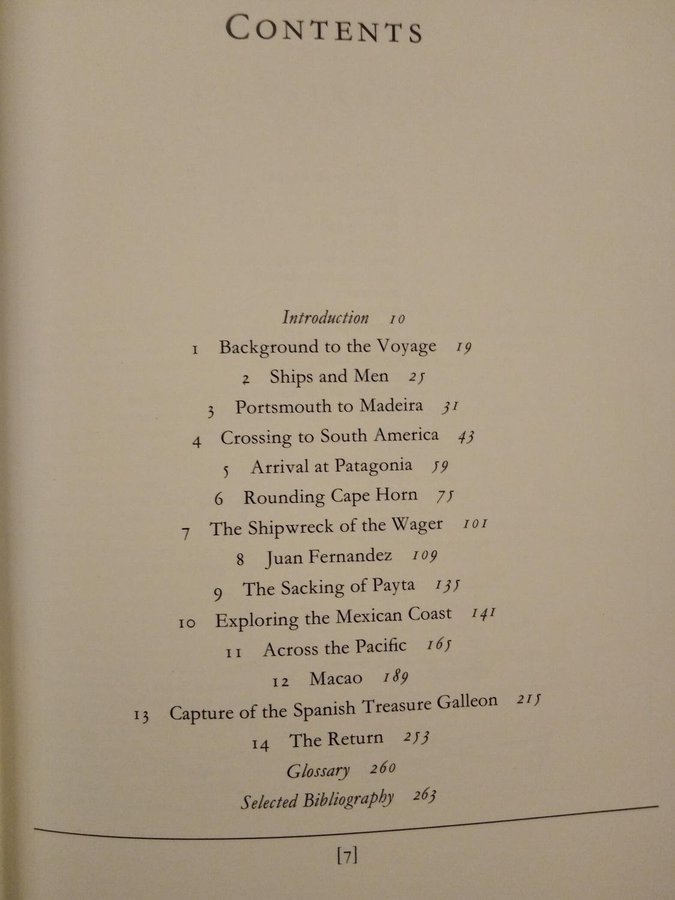 CONTENTS
Introduction 10
1 Background to the Voyage 19
2 Ships and Men 25
3 Portsmouth to Madeira 31
4 Crossing to South America 43
5 Arrival at Patagonia 59
6 Rounding Cape Horn 75
7 The Shipwreck of the Wager 101
8 Juan Fernandez 109
9 The Sacking of Payta 135
10 Exploring the Mexican Coast 141
11 Across the Pacific 165
12 Macao 189
13 Capture of the Spanish Treasure Galleon 215
14 The Return 253
Glossary 260
Selected Bibliography 263
[7]